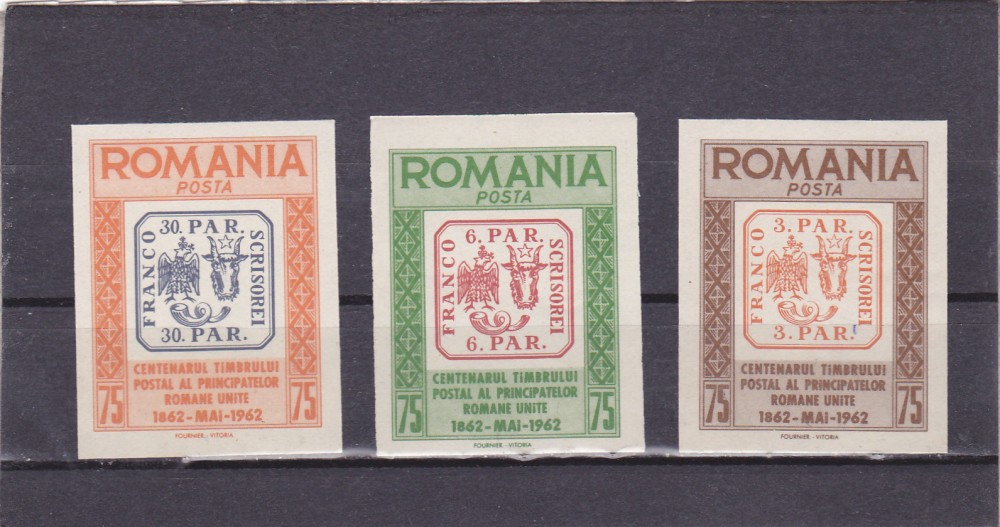 ROMANIA
POSTA
30. PAR.
FRANCO
SCRISOREI
30. PAR.
CENTENARUL TiMBRULUI
POSTAL AL PRINCIPATELOR
ROMANE UNITE
75 1862-MAi-1962 75
FOURNIER.-VITORIA
ROMANIA
POSTA
6. PAR.
FRANCO
SCRISOREI
6. PAR.
CENTENARUL TiMBRULUI
POSTAL AL PRINCIPATELOR
ROMANE UNITE
75 1862-MAi-1962 75
FOURNIER.-VITORIA
ROMANIA
POSTA
3. PAR.
FRANCO
SCRISOREI
3. PAR.
CENTENARUL TiMBRULUI
POSTAL AL PRINCIPATELOR
ROMANE UNITE
75 1862-MAi-1962 75
FOURNIER.-VITORIA